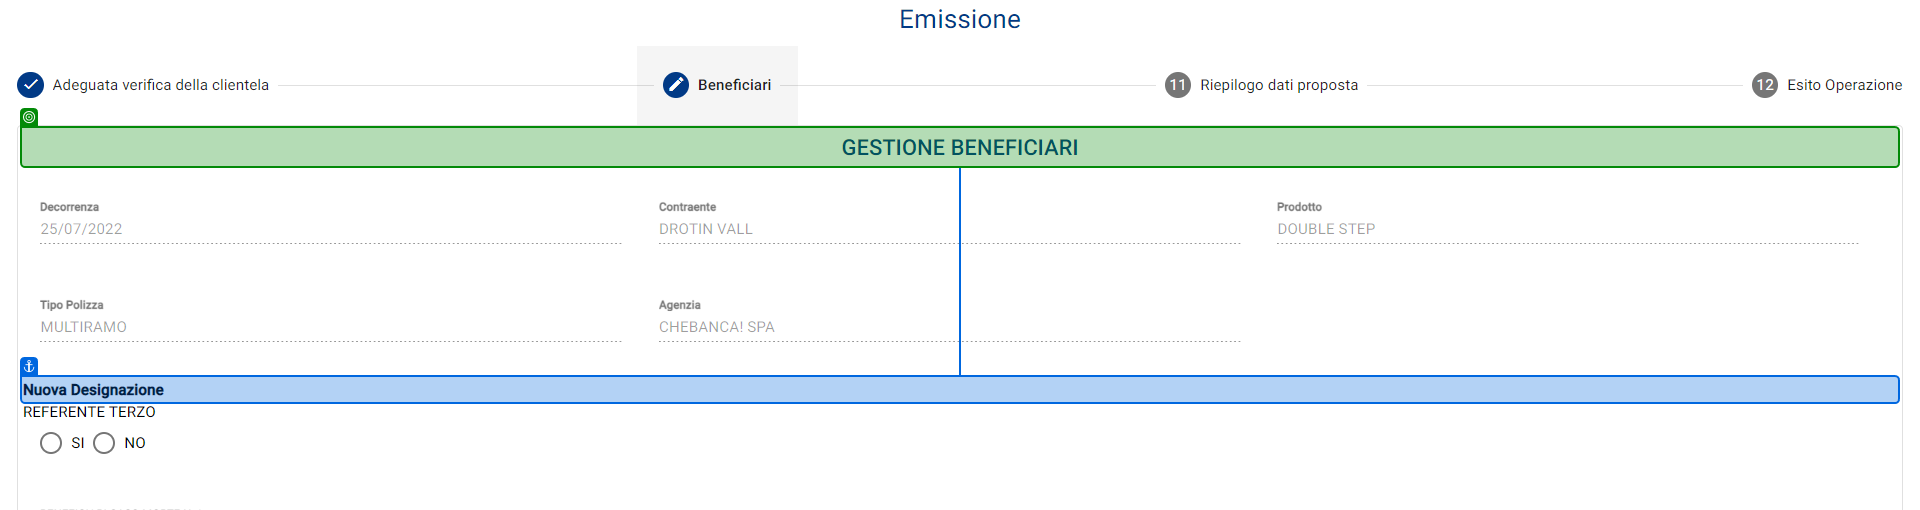 Emissione
Adeguata verifica della clientela
Beneficiari
11 Riepilogo dati proposta
12 Esito Operazione
GESTIONE BENEFICIARI
Decorrenza
25/07/2022
Contraente
DROTIN VALL
Prodotto
DOUBLE STEP
Tipo Polizza
MULTIRAMO
Agenzia
CHEBANCA! SPA
Nuova Designazione
REFERENTE TERZO
SI NO